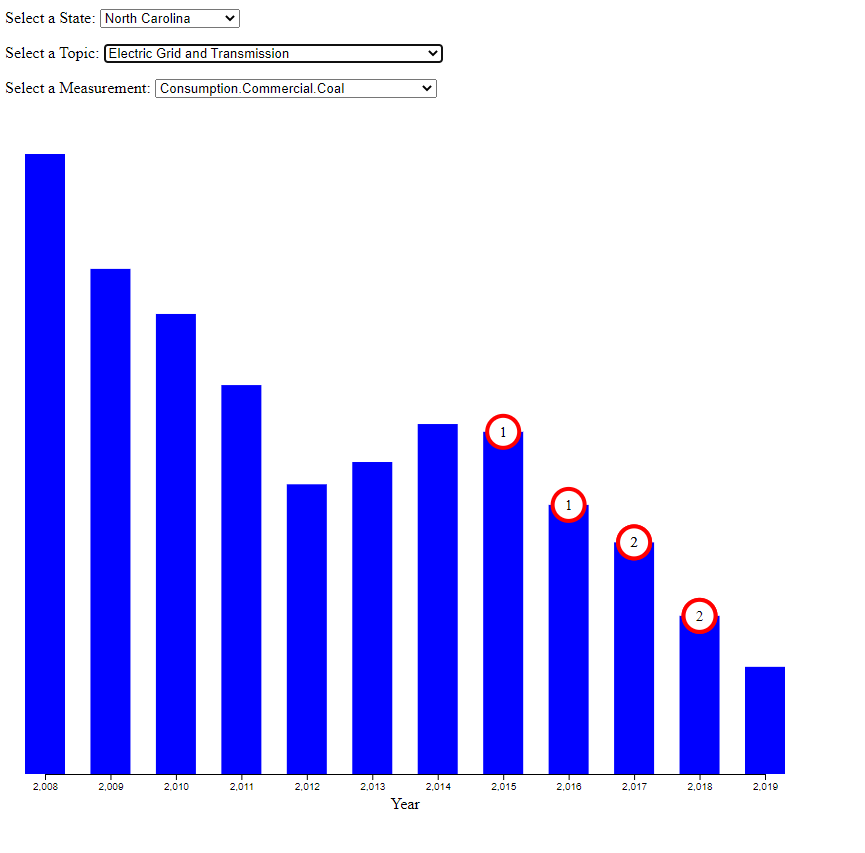 Select a State: North Carolina
Select a Topic: Electric Grid and Transmission
Select a Measurement: Consumption.Commercial.Coal
1
1
2
2
2,008 2,009 2,010 2,011 2,012 2,013 2,014 2,015 2,016 2,017 2,018 2,019
Year